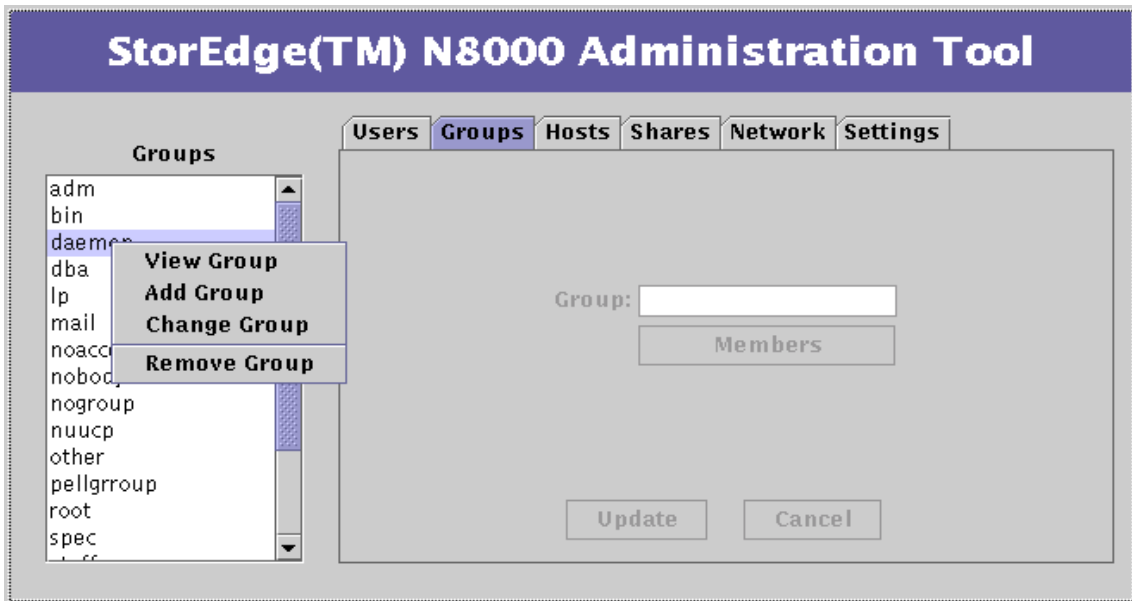 StorEdge(TM) N8000 Administration Tool
Users Groups Hosts Shares Network Settings
Groups
adm
bin
dba
lp
mail
nogroup
nuucp
other
pellgrroup
root
spec
View Group
Add Group
Change Group
Remove Group
Group:
Members
Update Cancel